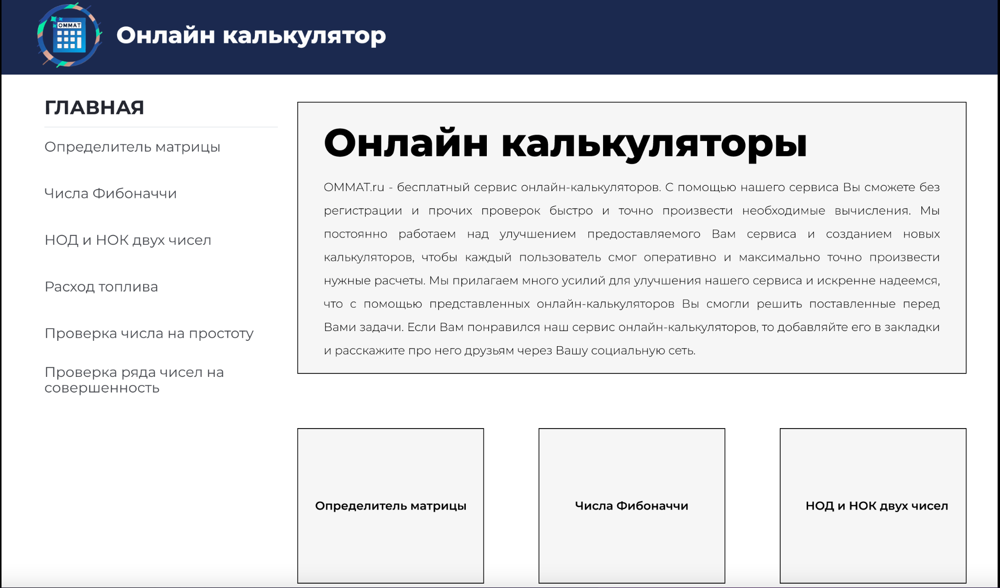 OMMAT
Онлайн калькулятор
ГЛАВНАЯ
Определитель матрицы
Числа Фибоначчи
НОД и НОК двух чисел
Расход топлива
Проверка числа на простоту
Проверка ряда чисел на
совершенность
Онлайн калькуляторы
OMMAT.ru - бесплатный сервис онлайн-калькуляторов. С помощью нашего сервиса Вы сможете без
регистрации и прочих проверок быстро и точно произвести необходимые вычисления. Мы
постоянно работаем над улучшением предоставляемого Вам сервиса и созданием новых
калькуляторов, чтобы каждый пользователь смог оперативно и максимально точно произвести
нужные расчеты. Мы прилагаем много усилий для улучшения нашего сервиса и искренне надеемся,
что с помощью представленных онлайн-калькуляторов Вы смогли решить поставленные перед
Вами задачи. Если Вам понравился наш сервис онлайн-калькуляторов, то добавляйте его в закладки
и расскажите про него друзьям через Вашу социальную сеть.
Определитель матрицы
Числа Фибоначчи
НОД и НОК двух чисел